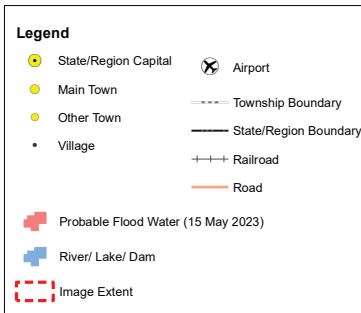 Legend
State/Region Capital
Main Town
Other Town
Village
Airport
Township Boundary
State/Region Boundary
Railroad
Road
Probable Flood Water (15 May 2023)
River/ Lake/ Dam
Image Extent